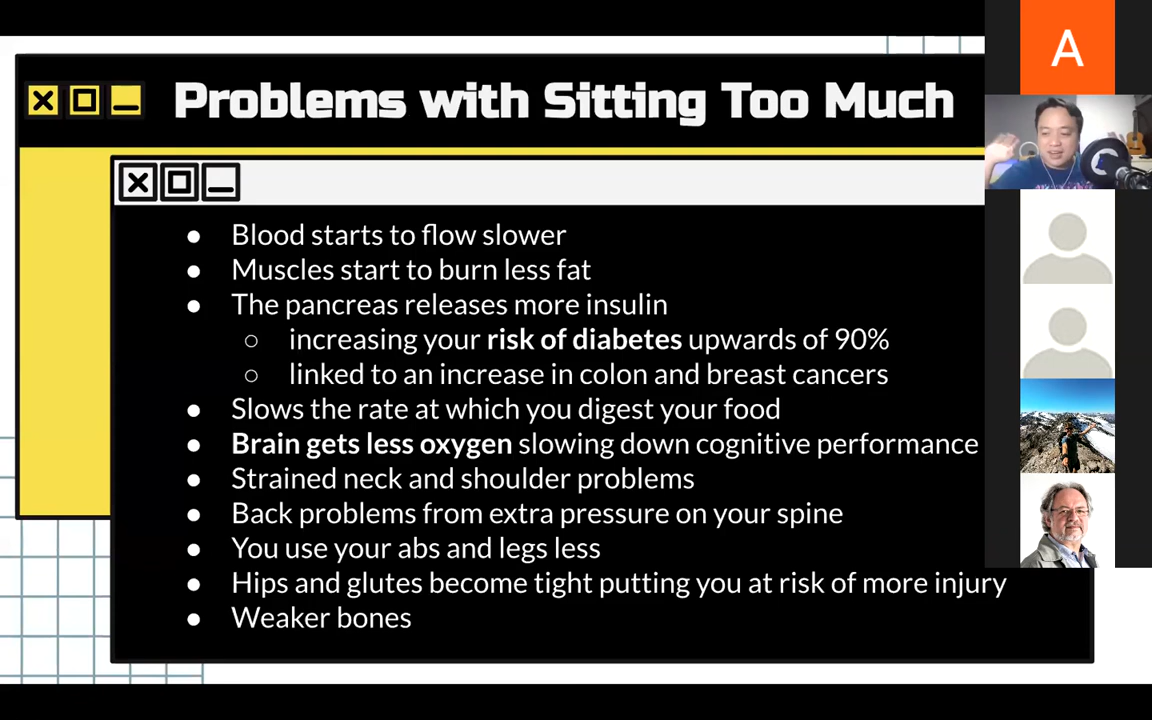 Problems with Sitting Too Much
A
Blood starts to flow slower
Muscles start to burn less fat
The pancreas releases more insulin
increasing your risk of diabetes upwards of 90%
linked to an increase in colon and breast cancers
Slows the rate at which you digest your food
Brain gets less oxygen slowing down cognitive performance
Strained neck and shoulder problems
Back problems from extra pressure on your spine
You use your abs and legs less
Hips and glutes become tight putting you at risk of more injury
Weaker bones